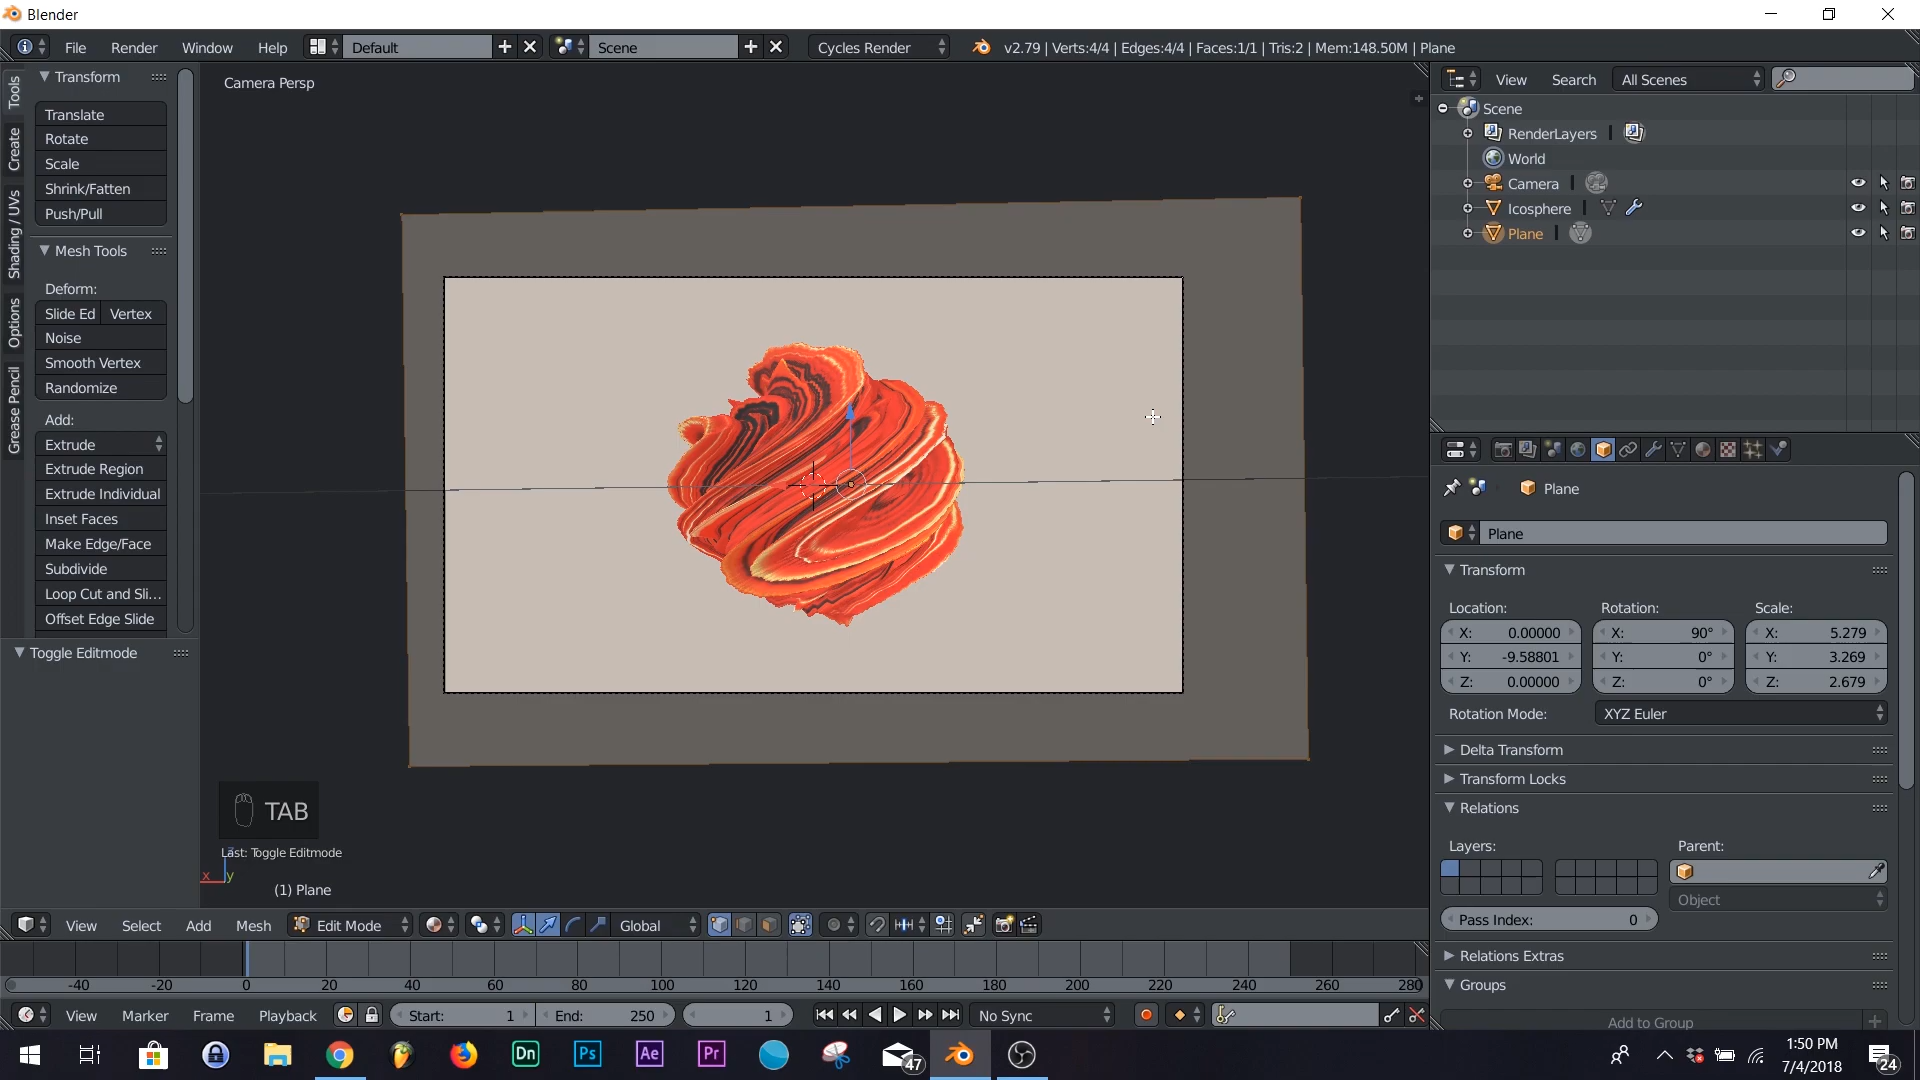 Blender
File Render Window Help Default Scene Cycles Render v2.79 | Verts:4/4 | Edges:4/4 | Faces:1/1 | Tris:2 | Mem:148.50M | Plane
Tools
Create
Shading / UVs
Options
Grease Pencil
Transform
Translate
Rotate
Scale
Shrink/Fatten
Push/Pull
Mesh Tools
Deform:
Slide Ed Vertex
Noise
Smooth Vertex
Randomize
Add:
Extrude
Extrude Region
Extrude Individual
Inset Faces
Make Edge/Face
Subdivide
Loop Cut and Sli...
Offset Edge Slide
Toggle Editmode
Camera Persp
TAB
Last: Toggle Editmode
x y
(1) Plane
View Select Add Mesh Edit Mode Global
-40 -20 0 20 40 60 80 100 120 140 160 180 200 220 240 260 280
View Marker Frame Playback Start: 1 End: 250 1 No Sync
View Search All Scenes
Scene
RenderLayers
World
Camera
Icosphere
Plane
Plane
Plane
Transform
Location: Rotation: Scale:
X: 0.00000 X: 90° X: 5.279
Y: -9.58801 Y: 0° Y: 3.269
Z: 0.00000 Z: 0° Z: 2.679
Rotation Mode: XYZ Euler
Delta Transform
Transform Locks
Relations
Layers: Parent:
Object
Pass Index: 0
Relations Extras
Groups
Add to Group
Dn Ps Ae Pr 47
1:50 PM
7/4/2018
24